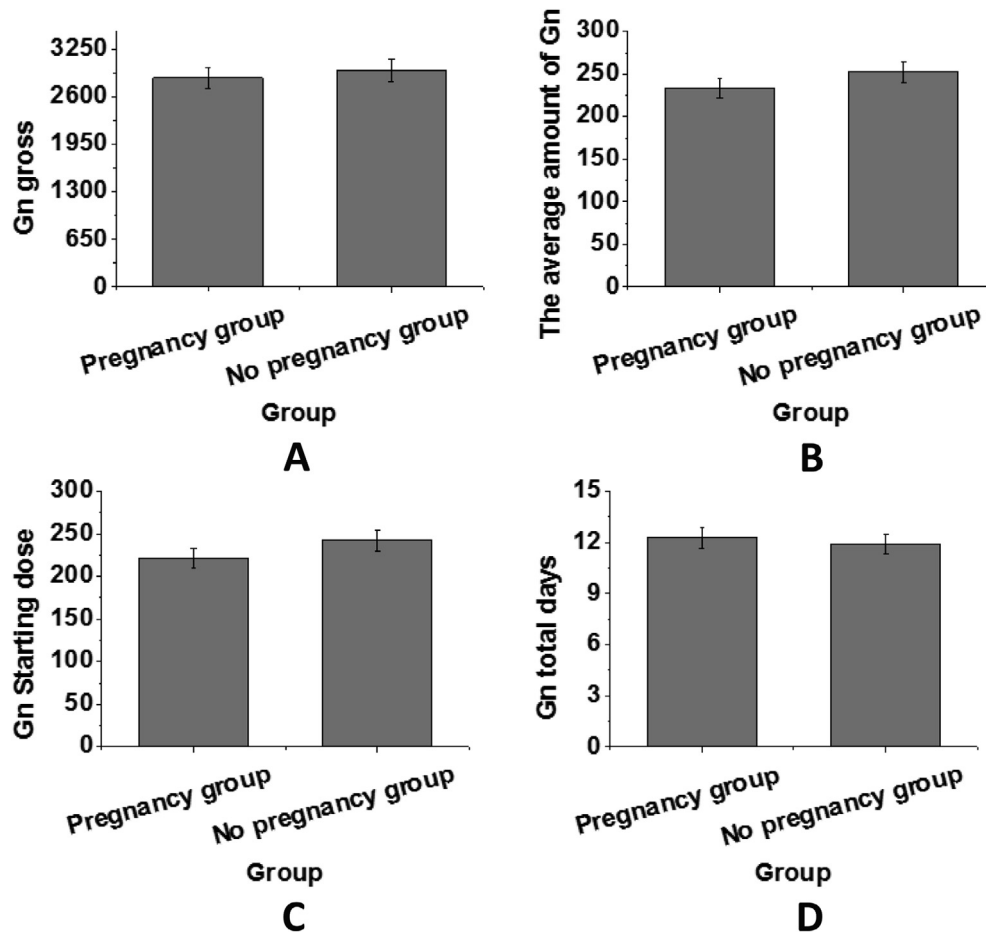 Gn gross
3250
2600
1950
1300
650
0
Pregnancy group
No pregnancy group
Group
A
The average amount of Gn
300
250
200
150
100
50
0
Pregnancy group
No pregnancy group
Group
B
Gn Starting dose
300
250
200
150
100
50
0
Pregnancy group
No pregnancy group
Group
C
Gn total days
15
12
9
6
3
0
Pregnancy group
No pregnancy group
Group
D